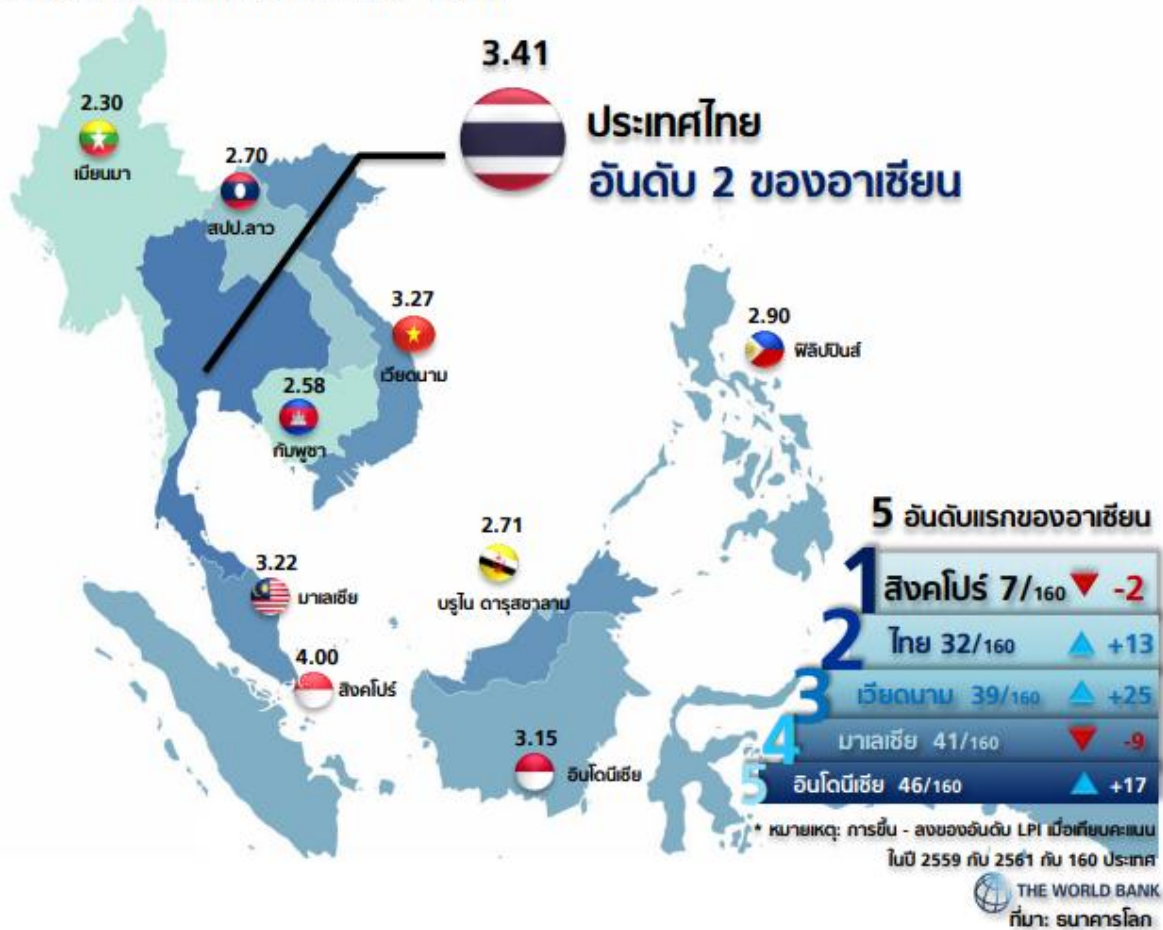 3.41
ประเทศไทย
อันดับ 2 ของอาเซียน
2.30
เมียนมา
2.70
สปป.ลาว
3.27
เวียดนาม
2.58
กัมพูชา
2.90
ฟิลิปปินส์
2.71
บรูไน ดารุสซาลาม
3.22
มาเลเซีย
4.00
สิงคโปร์
3.15
อินโดนีเซีย
5 อันดับแรกของอาเซียน
1 สิงคโปร์ 7/160 ▼ -2
2 ไทย 32/160 ▲ +13
3 เวียดนาม 39/160 ▲ +25
4 มาเลเซีย 41/160 ▼ -9
5 อินโดนีเซีย 46/160 ▲ +17
* หมายเหตุ: การขึ้น - ลงของอันดับ LPI เมื่อเทียบคะแนน
ในปี 2559 กับ 2561 กับ 160 ประเทศ
THE WORLD BANK
ที่มา: ธนาคารโลก